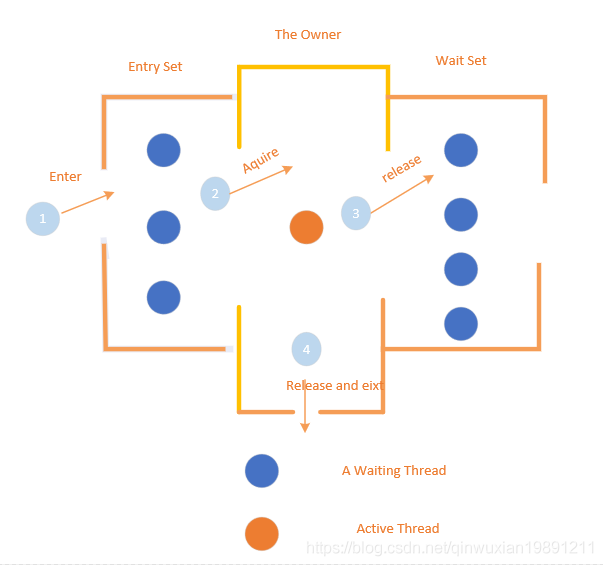 The Owner
Entry Set
Wait Set
Enter
Aquire
release
1
2
3
4
Release and eixt
A Waiting Thread
Active Thread
https://blog.csdn.net/qinwuxian19891211